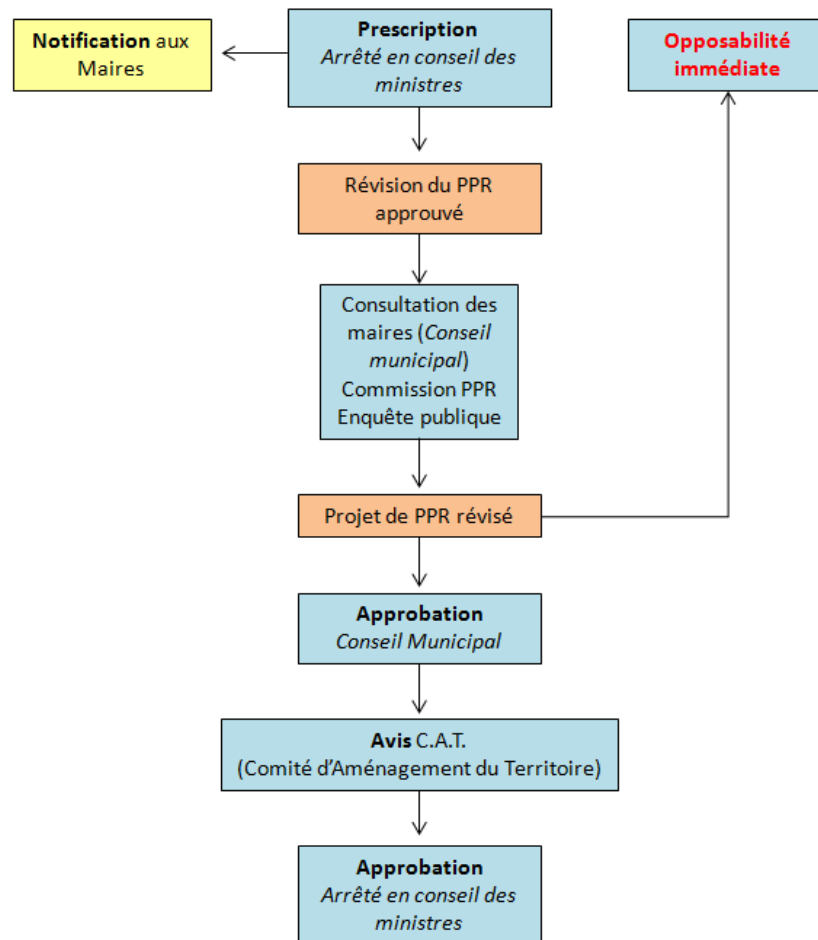 Notification aux
Maires
Prescription
Arrêté en conseil des
ministres
Opposabilité
immédiate
Révision du PPR
approuvé
Consultation des
maires (Conseil
municipal)
Commission PPR
Enquête publique
Projet de PPR révisé
Approbation
Conseil Municipal
Avis C.A.T.
(Comité d’Aménagement du Territoire)
Approbation
Arrêté en conseil des
ministres